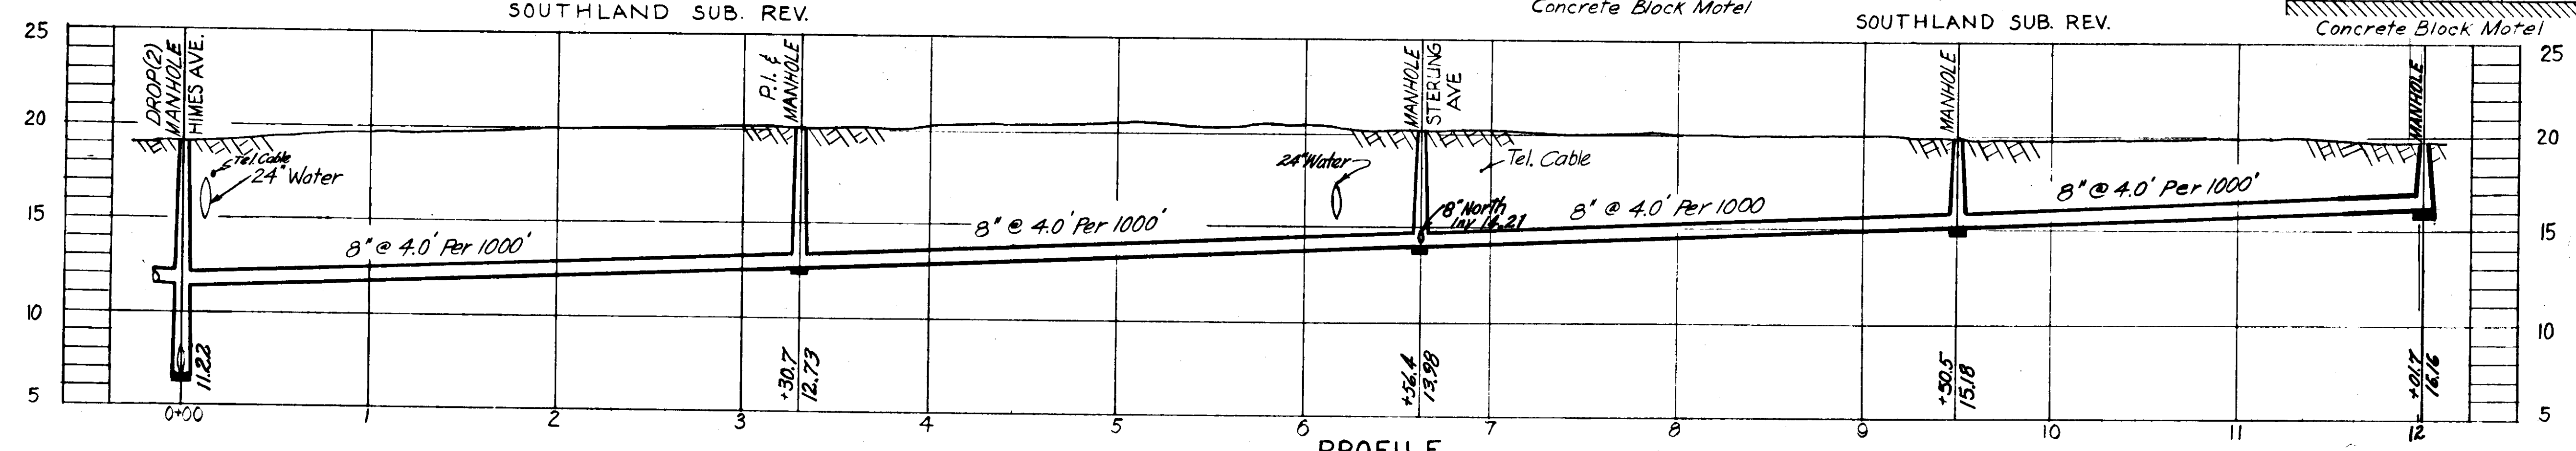 SOUTHLAND SUB. REV.
Concrete Block Motel
SOUTHLAND SUB. REV.
Concrete Block Motel
25
DROP(2)
MANHOLE
HIMES AVE.
P.I. &
MANHOLE
MANHOLE
STERLING
AVE
MANHOLE
MANHOLE
25
20
20
Tel. Cable
24" Water
24" Water
Tel. Cable
15
8" @ 4.0' Per 1000'
8" @ 4.0' Per 1000'
8" North
Inv 14.21
8" @ 4.0' Per 1000
8" @ 4.0' Per 1000'
15
10
10
11.22
+30.7
12.73
+56.4
13.98
+50.5
15.18
+01.7
16.16
5
5
0+00
1
2
3
4
5
6
7
8
9
10
11
12
PROFILE